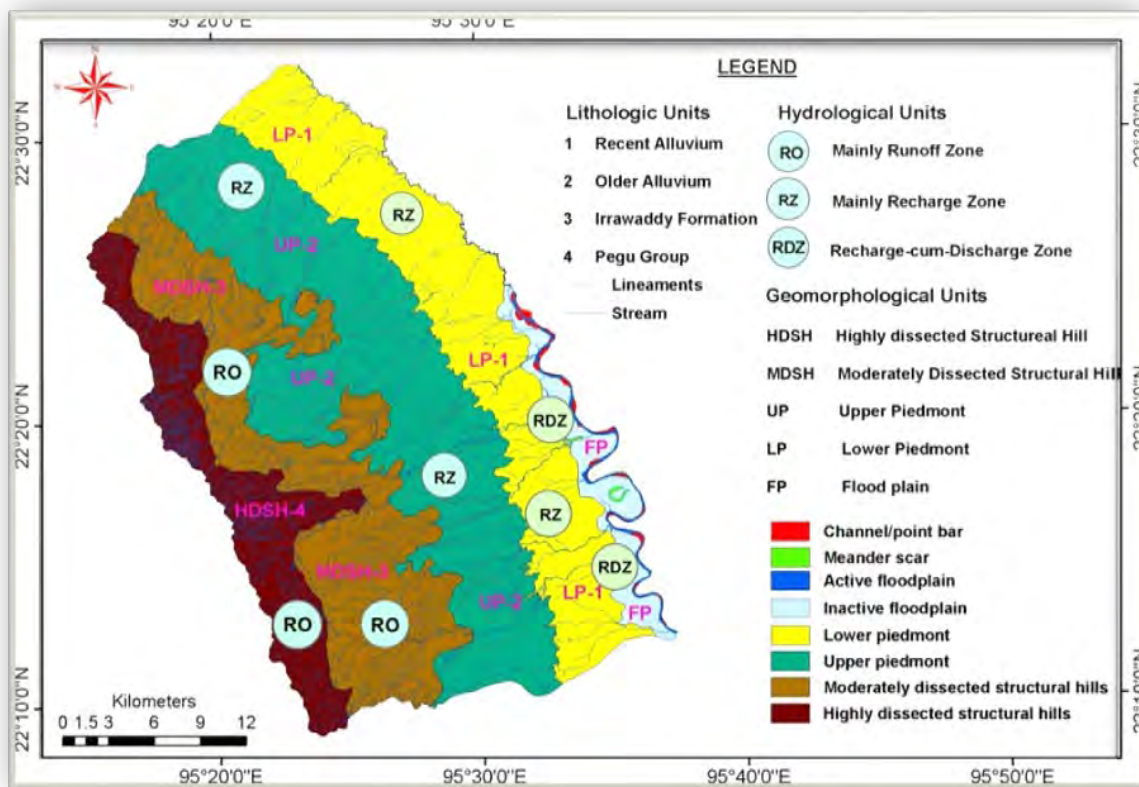 95°20'0"E 95°30'0"E
LEGEND
Lithologic Units
1 Recent Alluvium
2 Older Alluvium
3 Irrawaddy Formation
4 Pegu Group
Lineaments
Stream
Hydrological Units
RO Mainly Runoff Zone
RZ Mainly Recharge Zone
RDZ Recharge-cum-Discharge Zone
Geomorphological Units
HDSH Highly dissected Structureal Hill
MDSH Moderately Dissected Structural Hill
UP Upper Piedmont
LP Lower Piedmont
FP Flood plain
Channel/point bar
Meander scar
Active floodplain
Inactive floodplain
Lower piedmont
Upper piedmont
Moderately dissected structural hills
Highly dissected structural hills
N
LP-1
RZ
RZ
UP-2
MDSH-3
LP-1
RO
UP-2
RDZ
FP
RZ
HDSH-4
RZ
MDSH-3
RDZ
UP-2
LP-1
FP
RO
RO
Kilometers
0 1.5 3 6 9 12
22°30'0"N
22°20'0"N
22°10'0"N
95°20'0"E 95°30'0"E 95°40'0"E 95°50'0"E